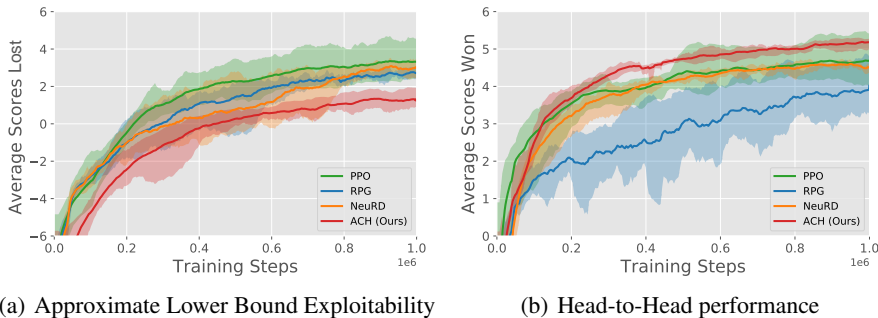 Average Scores Lost
6
4
2
0
−2
−4
−6
0.0
0.2
0.4
0.6
0.8
1.0
1e6
Training Steps
PPO
RPG
NeuRD
ACH (Ours)
Average Scores Won
6
5
4
3
2
1
0
0.0
0.2
0.4
0.6
0.8
1.0
1e6
Training Steps
PPO
RPG
NeuRD
ACH (Ours)
(a) Approximate Lower Bound Exploitability
(b) Head-to-Head performance